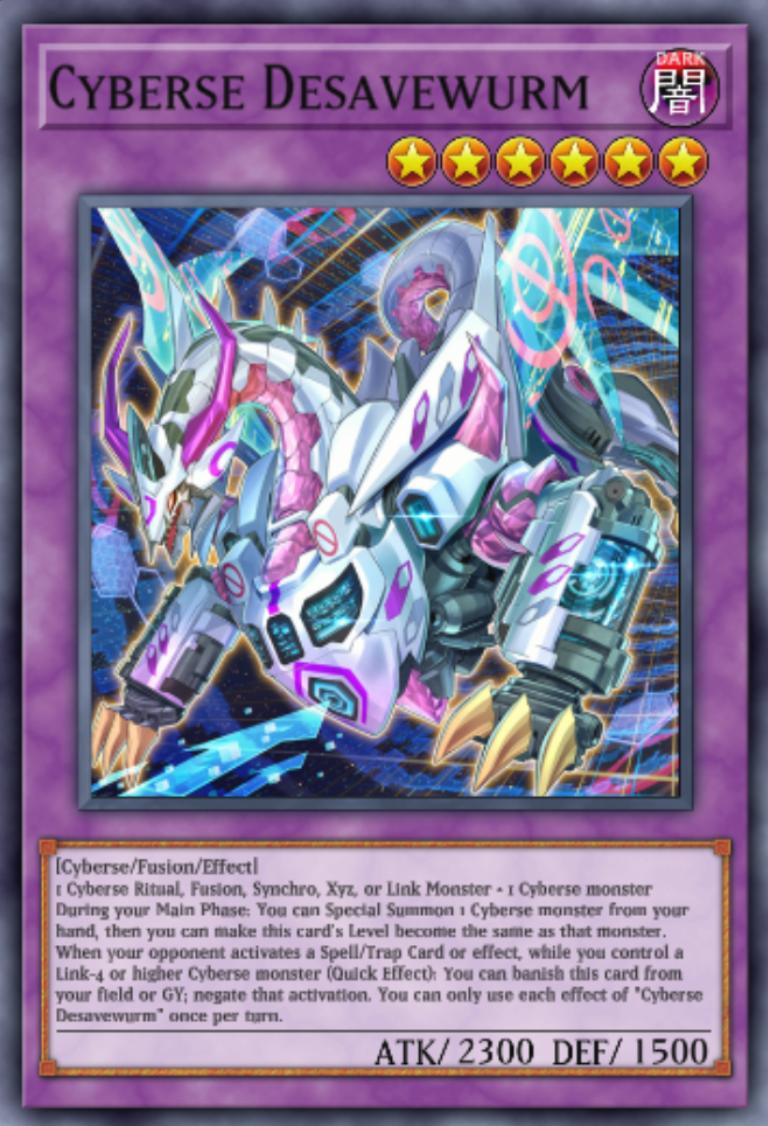 Cyberse Desavewurm
DARK
闇
[Cyberse/Fusion/Effect]
1 Cyberse Ritual, Fusion, Synchro, Xyz, or Link Monster + 1 Cyberse monster
During your Main Phase: You can Special Summon 1 Cyberse monster from your
hand, then you can make this card's Level become the same as that monster.
When your opponent activates a Spell/Trap Card or effect, while you control a
Link-4 or higher Cyberse monster (Quick Effect): You can banish this card from
your field or GY; negate that activation. You can only use each effect of "Cyberse
Desavewurm" once per turn.
ATK/ 2300 DEF/ 1500